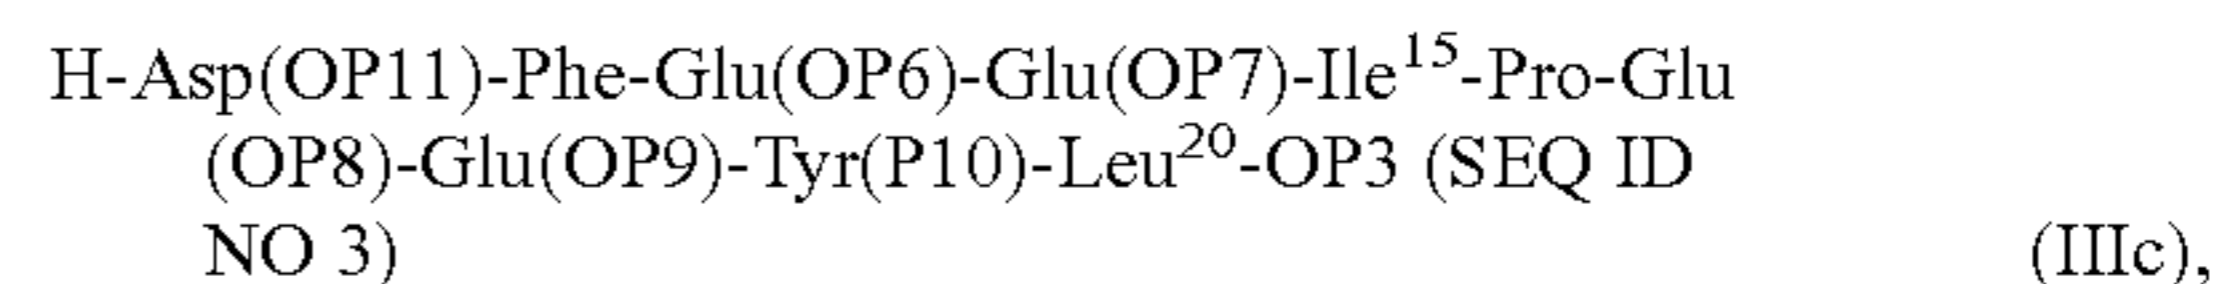 H-Asp(OP11)-Phe-Glu(OP6)-Glu(OP7)-Ile¹⁵-Pro-Glu
(OP8)-Glu(OP9)-Tyr(P10)-Leu²⁰-OP3 (SEQ ID
NO 3) (IIIc),